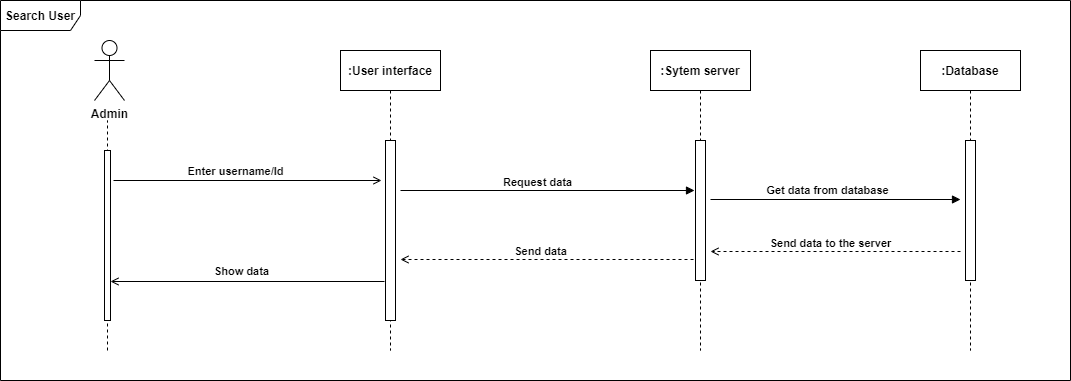 Search User
:User interface
:Sytem server
:Database
Admin
Enter username/Id
Request data
Get data from database
Send data to the server
Send data
Show data